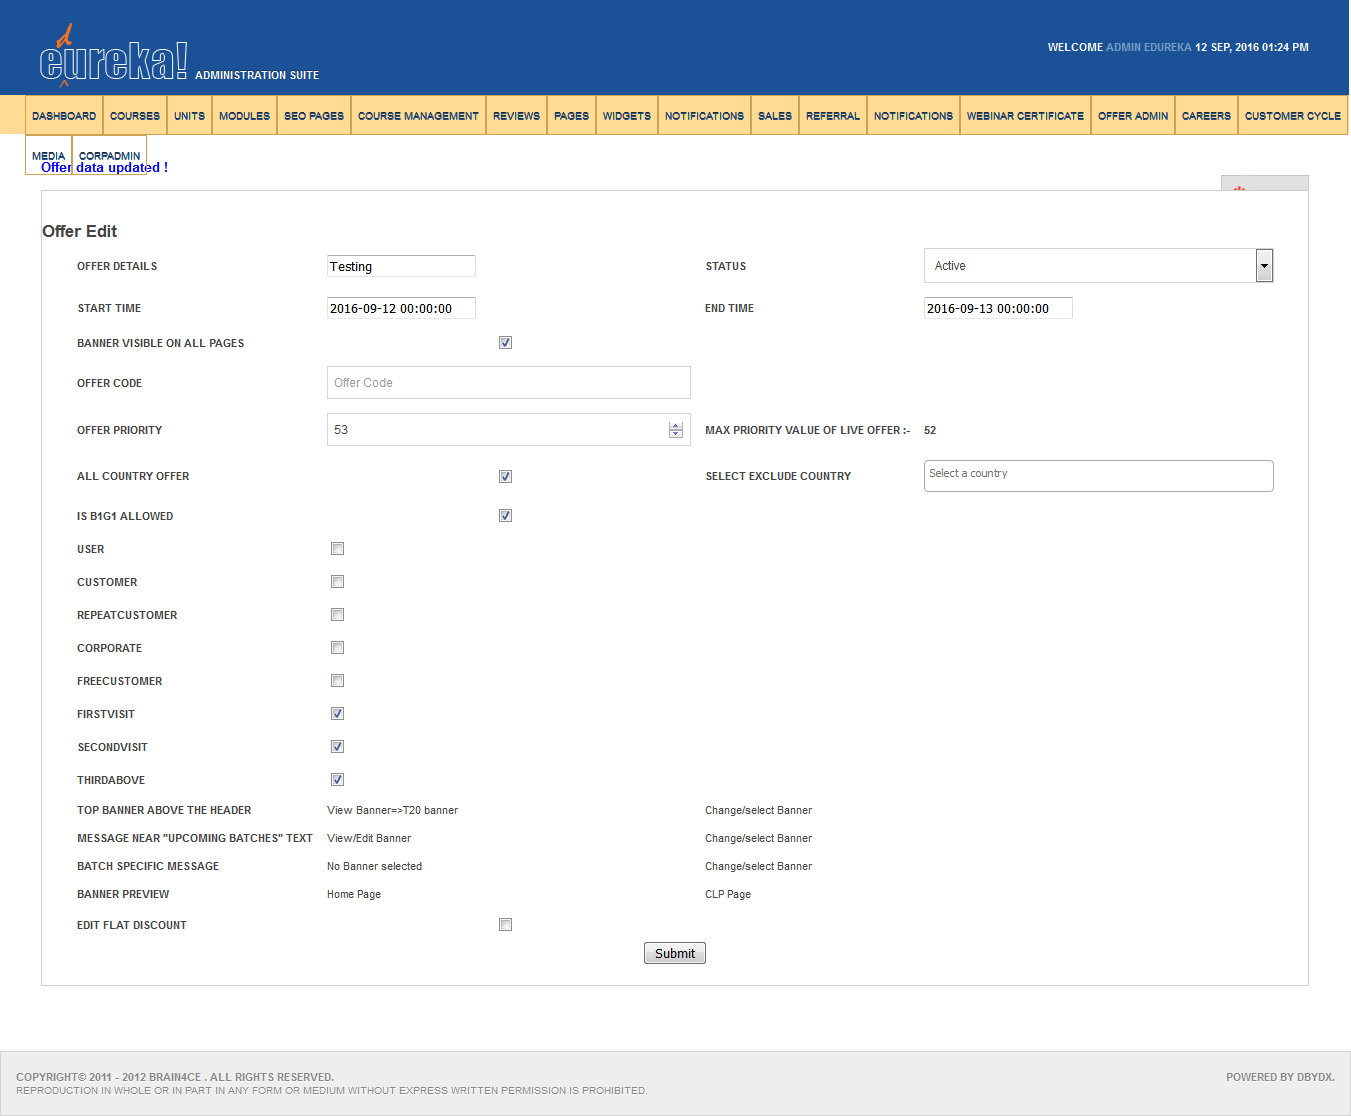 edureka! ADMINISTRATION SUITE
WELCOME ADMIN EDUREKA 12 SEP, 2016 01:24 PM
DASHBOARD COURSES UNITS MODULES SEO PAGES COURSE MANAGEMENT REVIEWS PAGES WIDGETS NOTIFICATIONS SALES REFERRAL NOTIFICATIONS WEBINAR CERTIFICATE OFFER ADMIN CAREERS CUSTOMER CYCLE
MEDIA CORPADMIN
Offer data updated !
Offer Edit
OFFER DETAILS Testing STATUS Active
START TIME 2016-09-12 00:00:00 END TIME 2016-09-13 00:00:00
BANNER VISIBLE ON ALL PAGES
OFFER CODE Offer Code
OFFER PRIORITY 53 MAX PRIORITY VALUE OF LIVE OFFER :- 52
ALL COUNTRY OFFER SELECT EXCLUDE COUNTRY Select a country
IS B1G1 ALLOWED
USER
CUSTOMER
REPEATCUSTOMER
CORPORATE
FREECUSTOMER
FIRSTVISIT
SECONDVISIT
THIRDABOVE
TOP BANNER ABOVE THE HEADER View Banner=>T20 banner Change/select Banner
MESSAGE NEAR "UPCOMING BATCHES" TEXT View/Edit Banner Change/select Banner
BATCH SPECIFIC MESSAGE No Banner selected Change/select Banner
BANNER PREVIEW Home Page CLP Page
EDIT FLAT DISCOUNT
Submit
COPYRIGHT© 2011 - 2012 BRAIN4CE . ALL RIGHTS RESERVED. POWERED BY DBYDX.
REPRODUCTION IN WHOLE OR IN PART IN ANY FORM OR MEDIUM WITHOUT EXPRESS WRITTEN PERMISSION IS PROHIBITED.